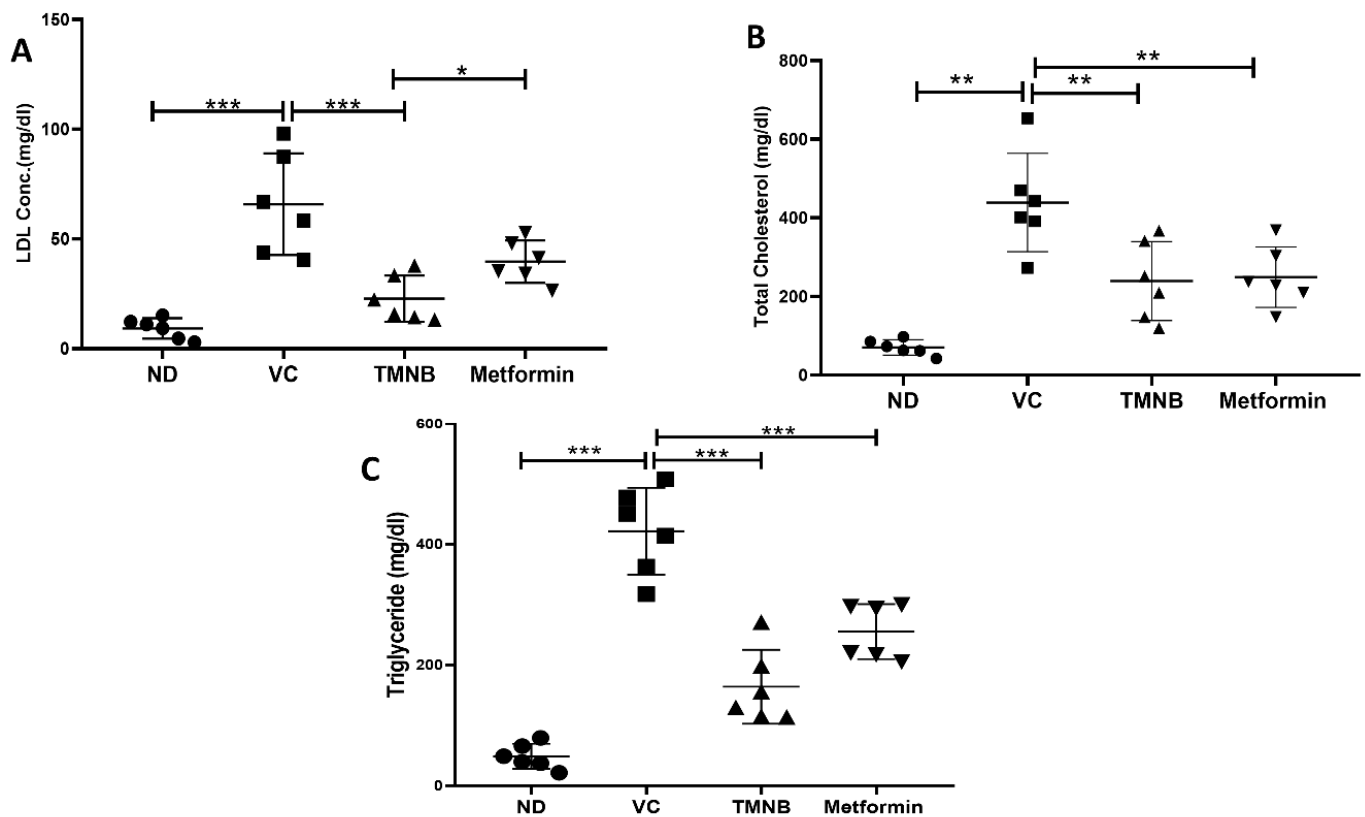 A
LDL Conc.(mg/dl)
150
100
50
0
***
***
*
ND VC TMNB Metformin
B
Total Cholesterol (mg/dl)
800
600
400
200
0
**
**
**
ND VC TMNB Metformin
C
Triglyceride (mg/dl)
600
400
200
0
***
***
***
ND VC TMNB Metformin